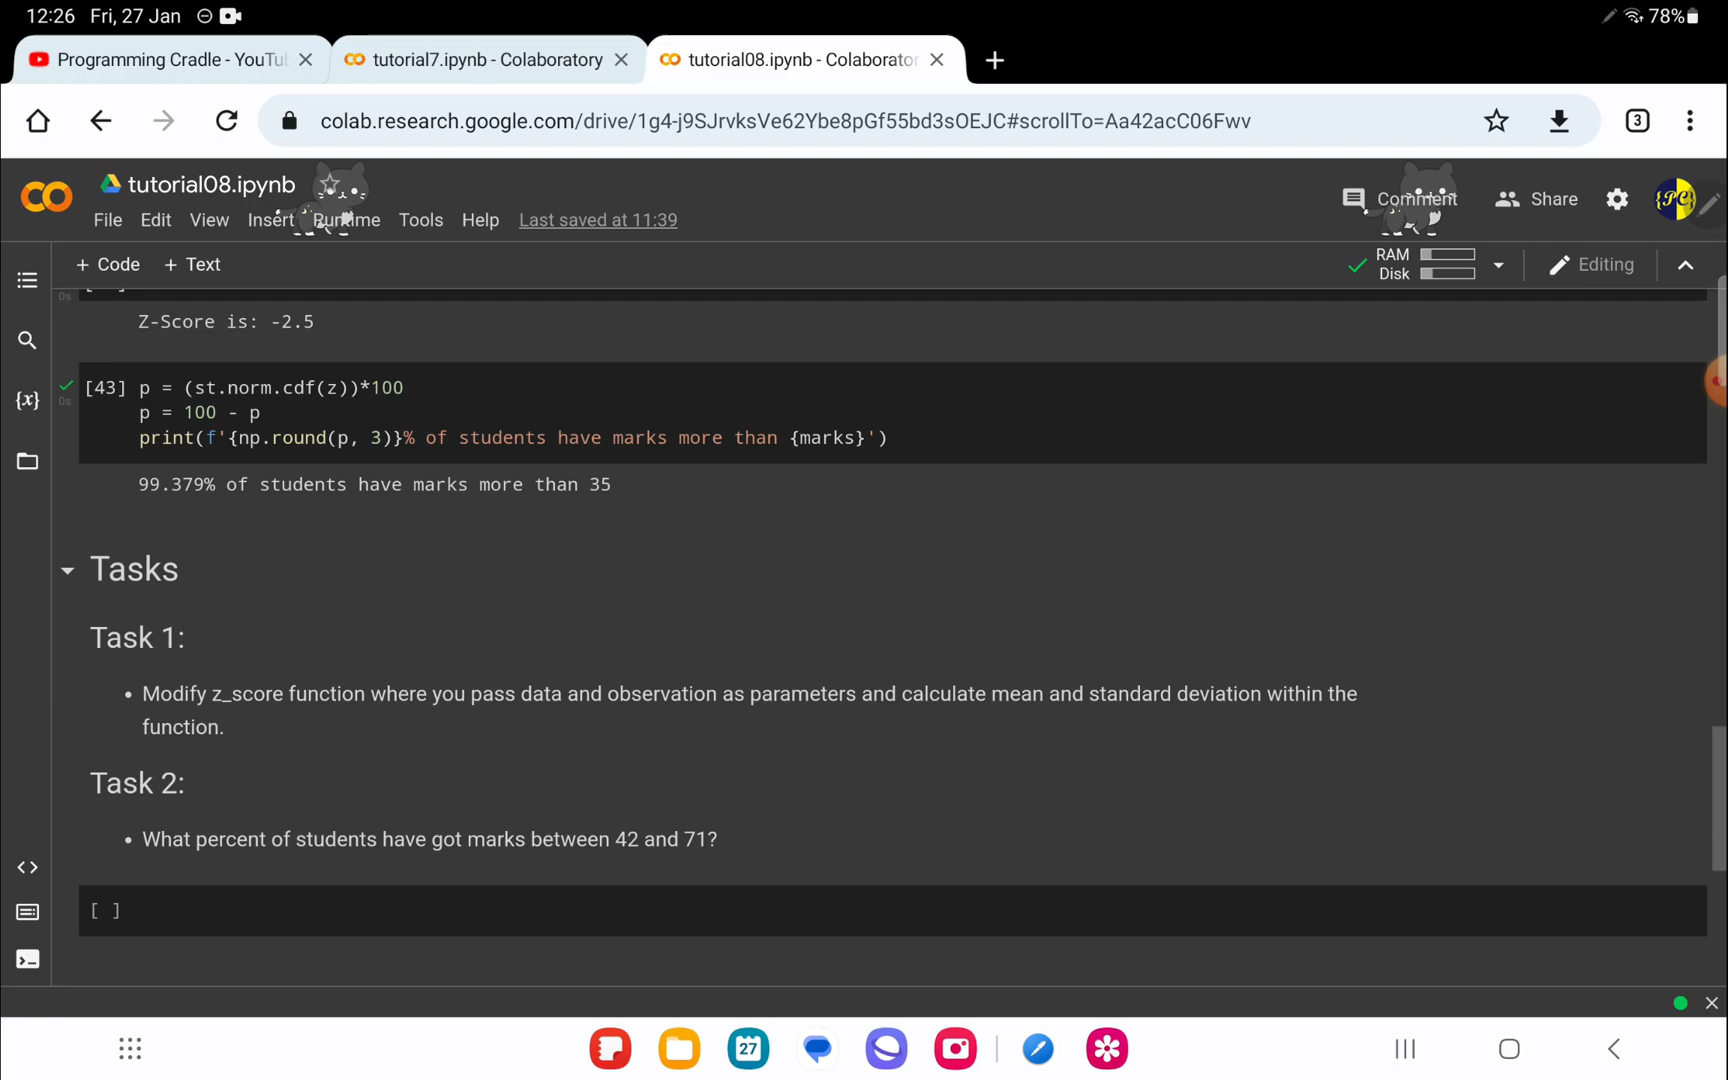 12:26 Fri, 27 Jan
78%
Programming Cradle - YouTu
tutorial7.ipynb - Colaboratory
tutorial08.ipynb - Colaborator
colab.research.google.com/drive/1g4-j9SJrvksVe62Ybe8pGf55bd3sOEJC#scrollTo=Aa42acC06Fwv
3
tutorial08.ipynb
Comment
Share
{PC}
File Edit View Insert Runtime Tools Help Last saved at 11:39
+ Code + Text
RAM
Disk
Editing
0s
Z-Score is: -2.5
{x}
0s
[43] p = (st.norm.cdf(z))*100
p = 100 - p
print(f'{np.round(p, 3)}% of students have marks more than {marks}')
99.379% of students have marks more than 35
Tasks
Task 1:
• Modify z_score function where you pass data and observation as parameters and calculate mean and standard deviation within the
function.
Task 2:
• What percent of students have got marks between 42 and 71?
[ ]
27